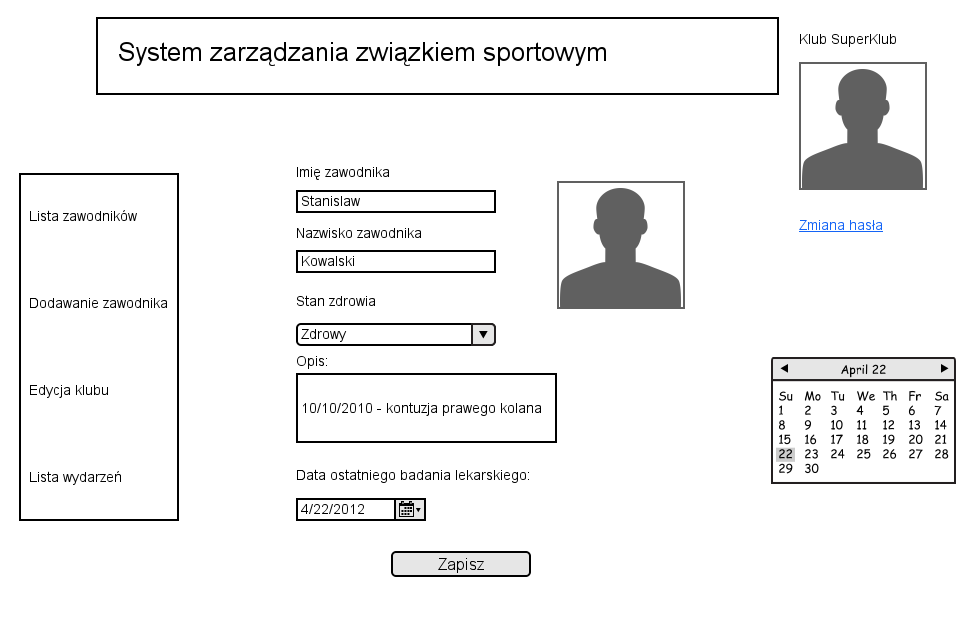 System zarządzania związkiem sportowym
Klub SuperKlub
Zmiana hasła
Lista zawodników
Dodawanie zawodnika
Edycja klubu
Lista wydarzeń
Imię zawodnika
Stanislaw
Nazwisko zawodnika
Kowalski
Stan zdrowia
Zdrowy
Opis:
10/10/2010 - kontuzja prawego kolana
Data ostatniego badania lekarskiego:
4/22/2012
Zapisz
April 22
Su Mo Tu We Th Fr Sa
1 2 3 4 5 6 7
8 9 10 11 12 13 14
15 16 17 18 19 20 21
22 23 24 25 26 27 28
29 30